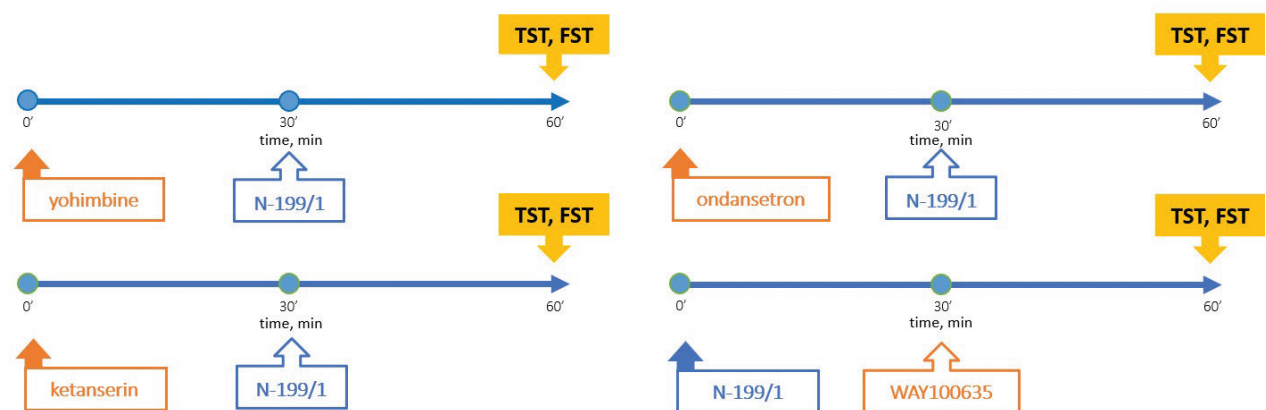 TST, FST
0’
30’
60’
time, min
yohimbine
N-199/1
TST, FST
0’
30’
60’
time, min
ondansetron
N-199/1
TST, FST
0’
30’
60’
time, min
ketanserin
N-199/1
TST, FST
0’
30’
60’
time, min
N-199/1
WAY100635